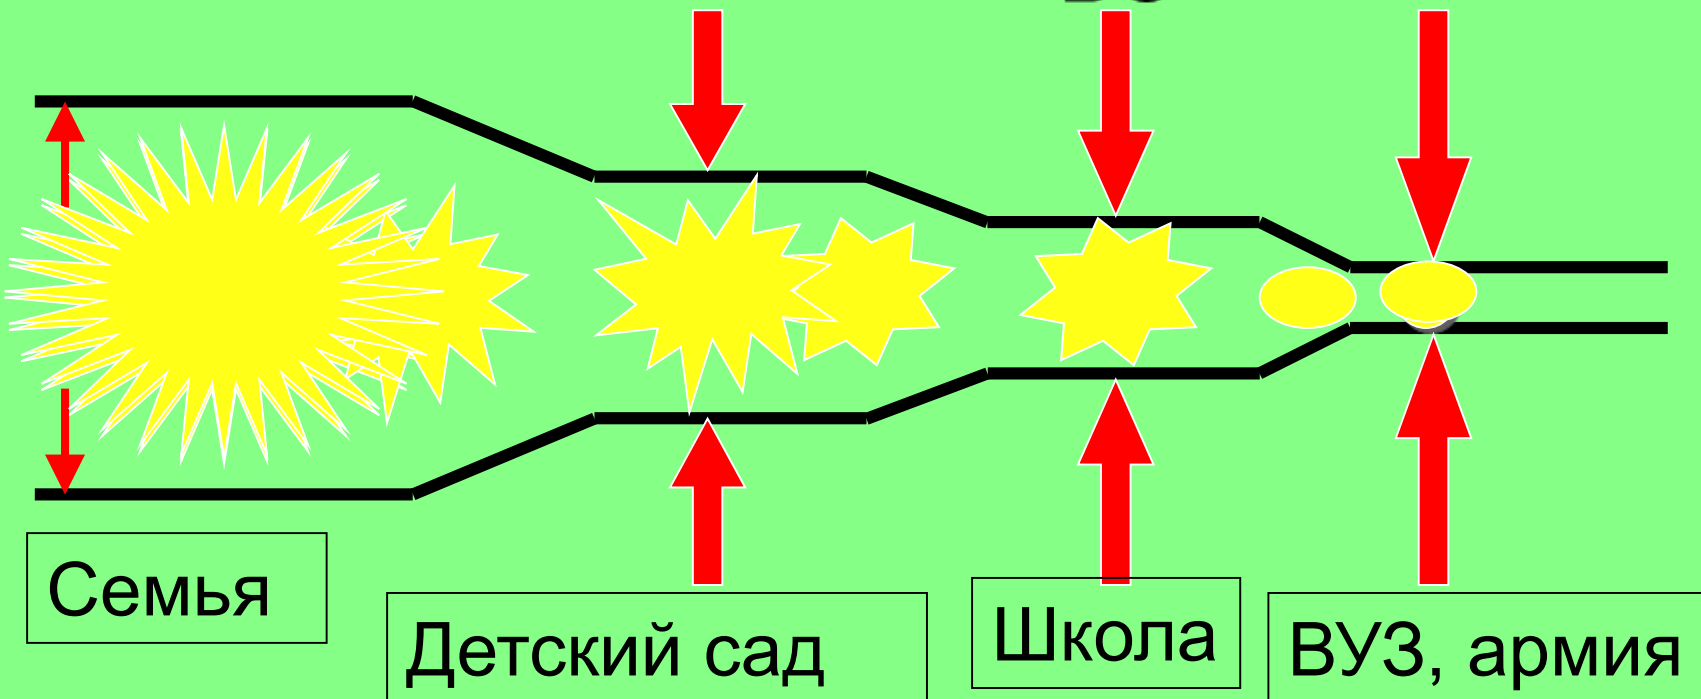 Семья
Детский сад
Школа
ВУЗ, армия